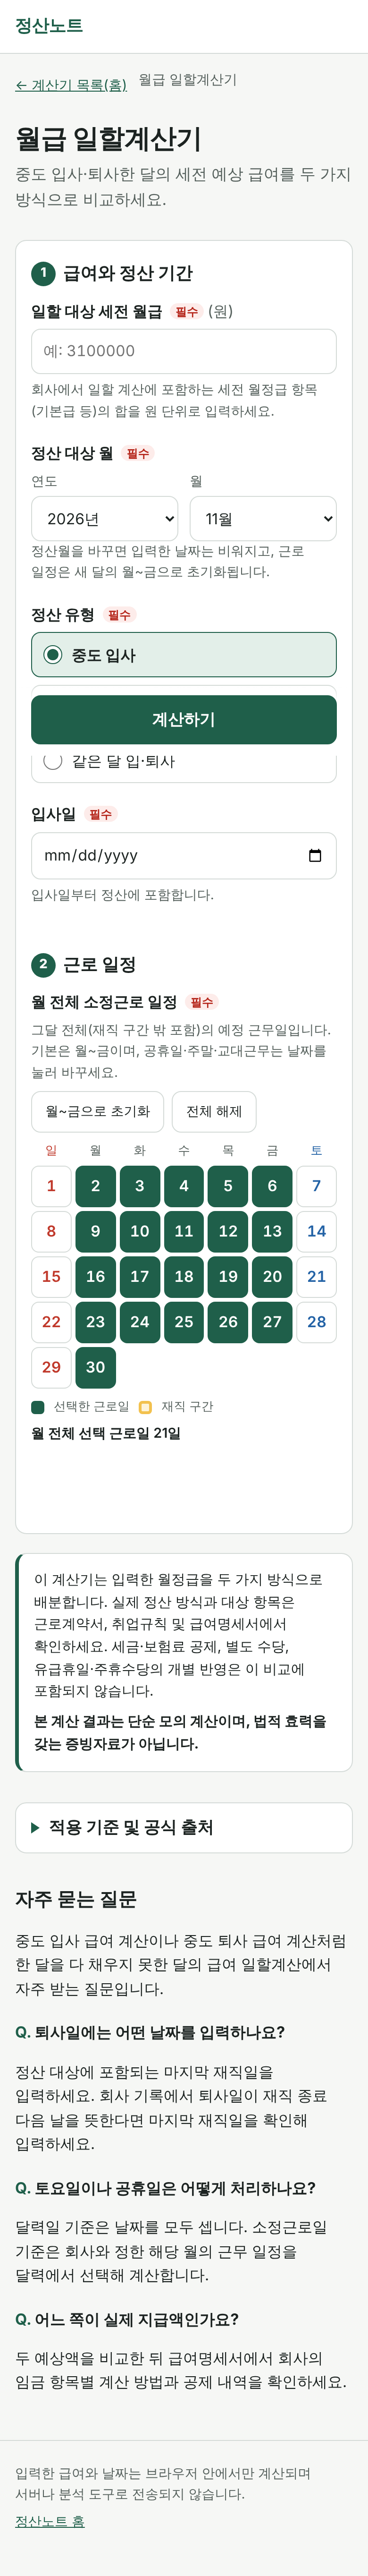 정산노트
← 계산기 목록(홈) 월급 일할계산기
월급 일할계산기
중도 입사·퇴사한 달의 세전 예상 급여를 두 가지
방식으로 비교하세요.
1 급여와 정산 기간
일할 대상 세전 월급 필수 (원)
예: 3100000
회사에서 일할 계산에 포함하는 세전 월정급 항목
(기본급 등)의 합을 원 단위로 입력하세요.
정산 대상 월 필수
연도 월
2026년 11월
정산월을 바꾸면 입력한 날짜는 비워지고, 근로
일정은 새 달의 월~금으로 초기화됩니다.
정산 유형 필수
중도 입사
계산하기
같은 달 입·퇴사
입사일 필수
mm/dd/yyyy
입사일부터 정산에 포함합니다.
2 근로 일정
월 전체 소정근로 일정 필수
그달 전체(재직 구간 밖 포함)의 예정 근무일입니다.
기본은 월~금이며, 공휴일·주말·교대근무는 날짜를
눌러 바꾸세요.
월~금으로 초기화 전체 해제
일 월 화 수 목 금 토
1 2 3 4 5 6 7
8 9 10 11 12 13 14
15 16 17 18 19 20 21
22 23 24 25 26 27 28
29 30
선택한 근로일 재직 구간
월 전체 선택 근로일 21일
이 계산기는 입력한 월정급을 두 가지 방식으로
배분합니다. 실제 정산 방식과 대상 항목은
근로계약서, 취업규칙 및 급여명세서에서
확인하세요. 세금·보험료 공제, 별도 수당,
유급휴일·주휴수당의 개별 반영은 이 비교에
포함되지 않습니다.
본 계산 결과는 단순 모의 계산이며, 법적 효력을
갖는 증빙자료가 아닙니다.
적용 기준 및 공식 출처
자주 묻는 질문
중도 입사 급여 계산이나 중도 퇴사 급여 계산처럼
한 달을 다 채우지 못한 달의 급여 일할계산에서
자주 받는 질문입니다.
Q. 퇴사일에는 어떤 날짜를 입력하나요?
정산 대상에 포함되는 마지막 재직일을
입력하세요. 회사 기록에서 퇴사일이 재직 종료
다음 날을 뜻한다면 마지막 재직일을 확인해
입력하세요.
Q. 토요일이나 공휴일은 어떻게 처리하나요?
달력일 기준은 날짜를 모두 셉니다. 소정근로일
기준은 회사와 정한 해당 월의 근무 일정을
달력에서 선택해 계산합니다.
Q. 어느 쪽이 실제 지급액인가요?
두 예상액을 비교한 뒤 급여명세서에서 회사의
임금 항목별 계산 방법과 공제 내역을 확인하세요.
입력한 급여와 날짜는 브라우저 안에서만 계산되며
서버나 분석 도구로 전송되지 않습니다.
정산노트 홈